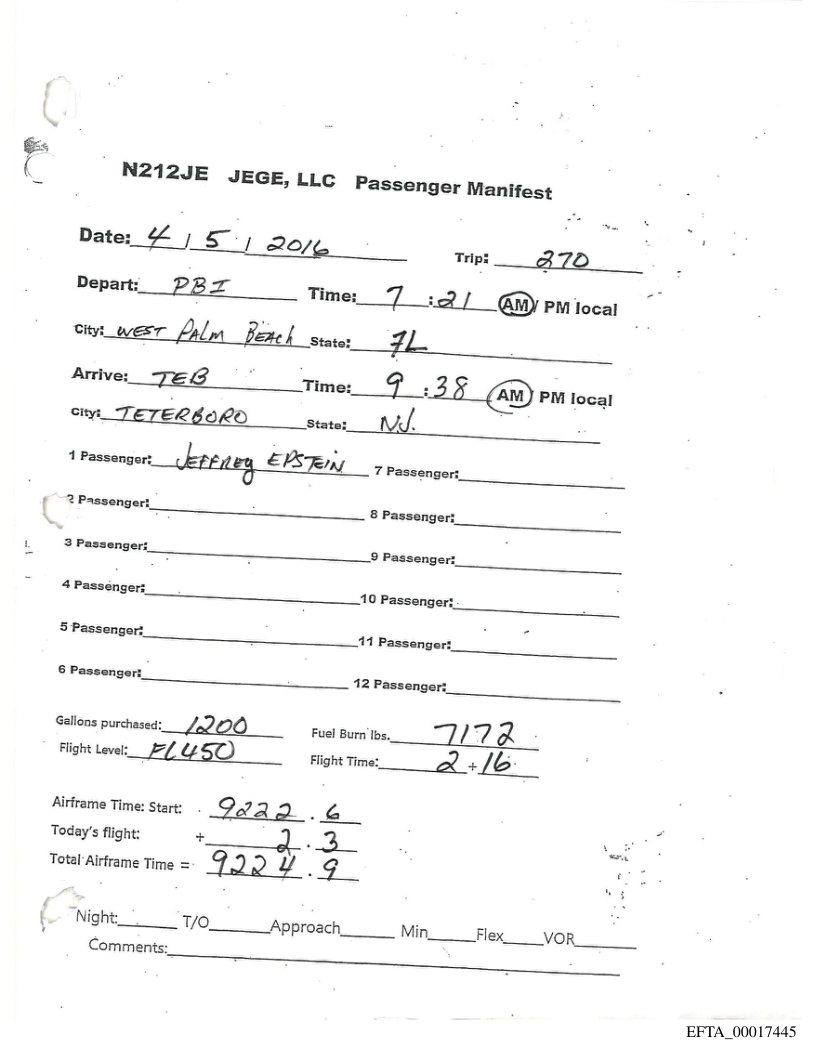 N212JE JEGE, LLC Passenger Manifest
Date: 4 / 5 / 2016 Trip: 270
Depart: PBI Time: 7:21 AM/ PM local
City: WEST PALM BEACH State: FL
Arrive: TEB Time: 9:38 AM/ PM local
City: TETERBORO State: NJ.
1 Passenger: JEFFREY EPSTEIN 7 Passenger:
2 Passenger: 8 Passenger:
3 Passenger: 9 Passenger:
4 Passenger: 10 Passenger:
5 Passenger: 11 Passenger:
6 Passenger: 12 Passenger:
Gallons purchased: 1200 Fuel Burn lbs. 7172
Flight Level: FL450 Flight Time: 2 + 16
Airframe Time: Start: 9222.6
Today's flight: + 2.3
Total Airframe Time = 9224.9
Night: T/O Approach Min Flex VOR
Comments:
EFTA_00017445